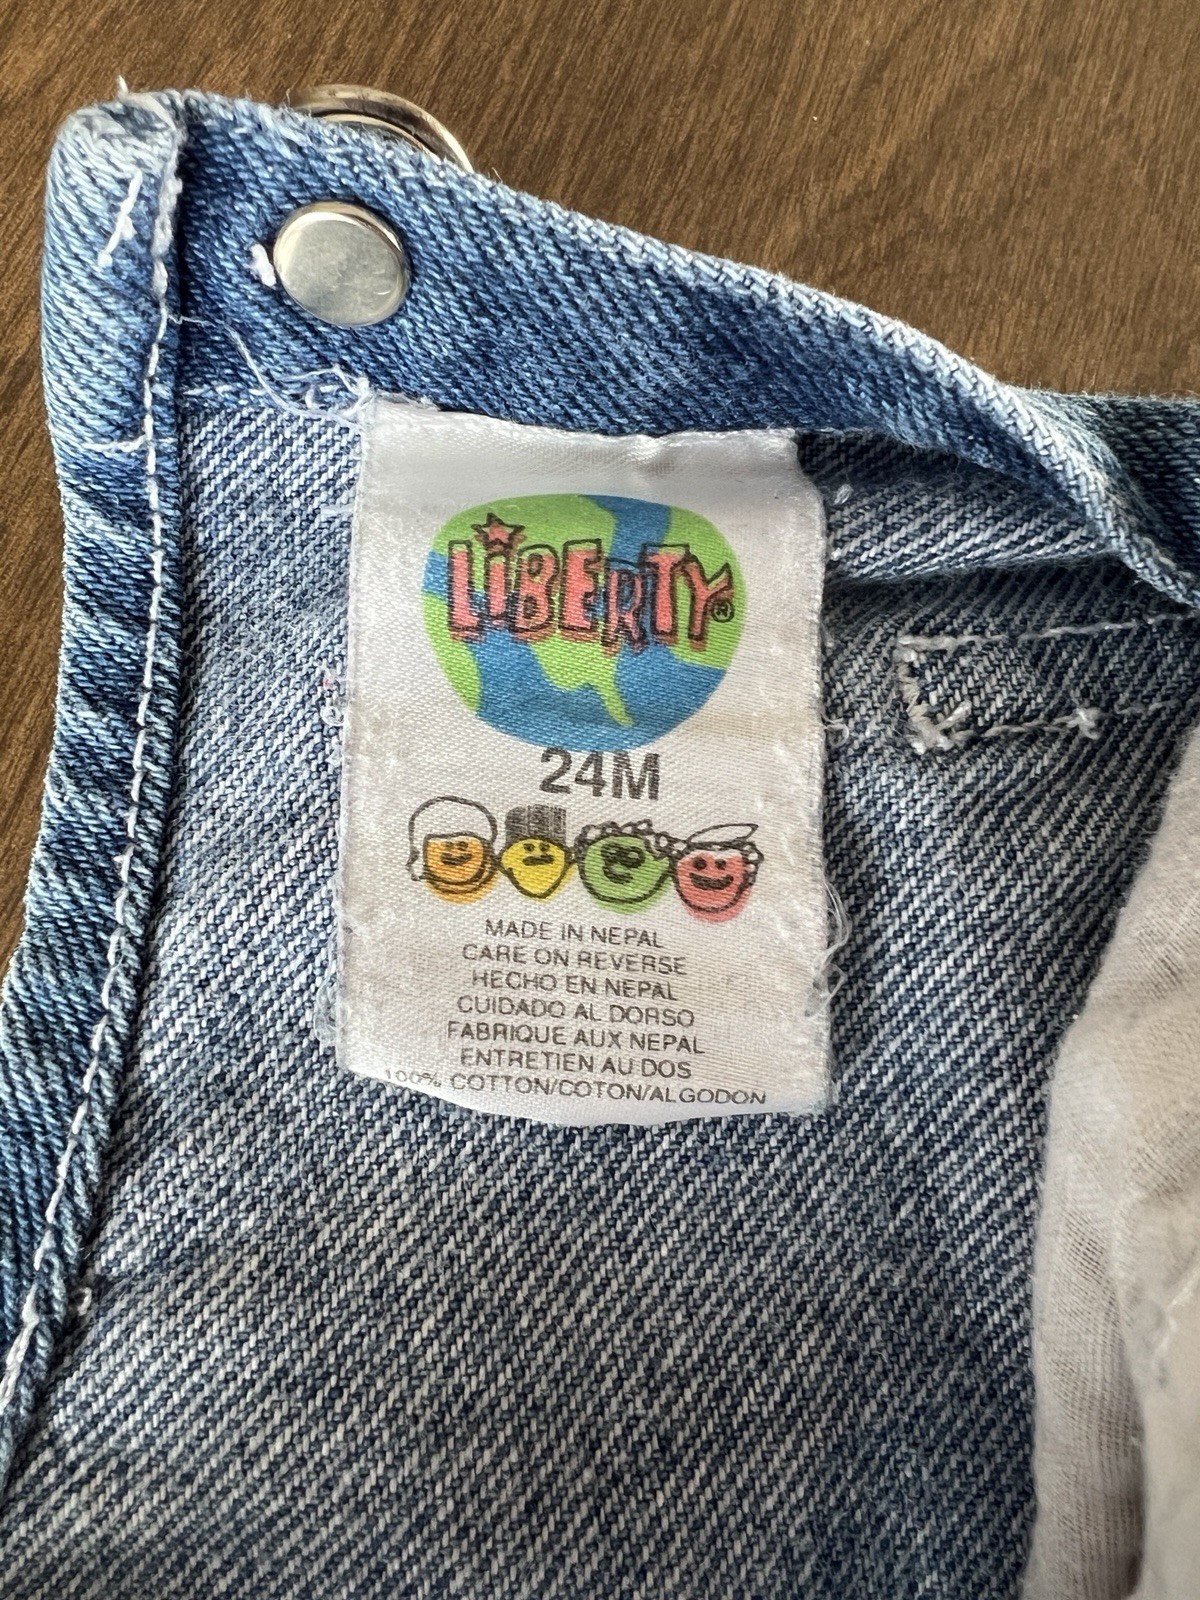 LiBERTY®
24M
MADE IN NEPAL
CARE ON REVERSE
HECHO EN NEPAL
CUIDADO AL DORSO
FABRIQUE AUX NEPAL
ENTRETIEN AU DOS
100% COTTON/COTON/ALGODON